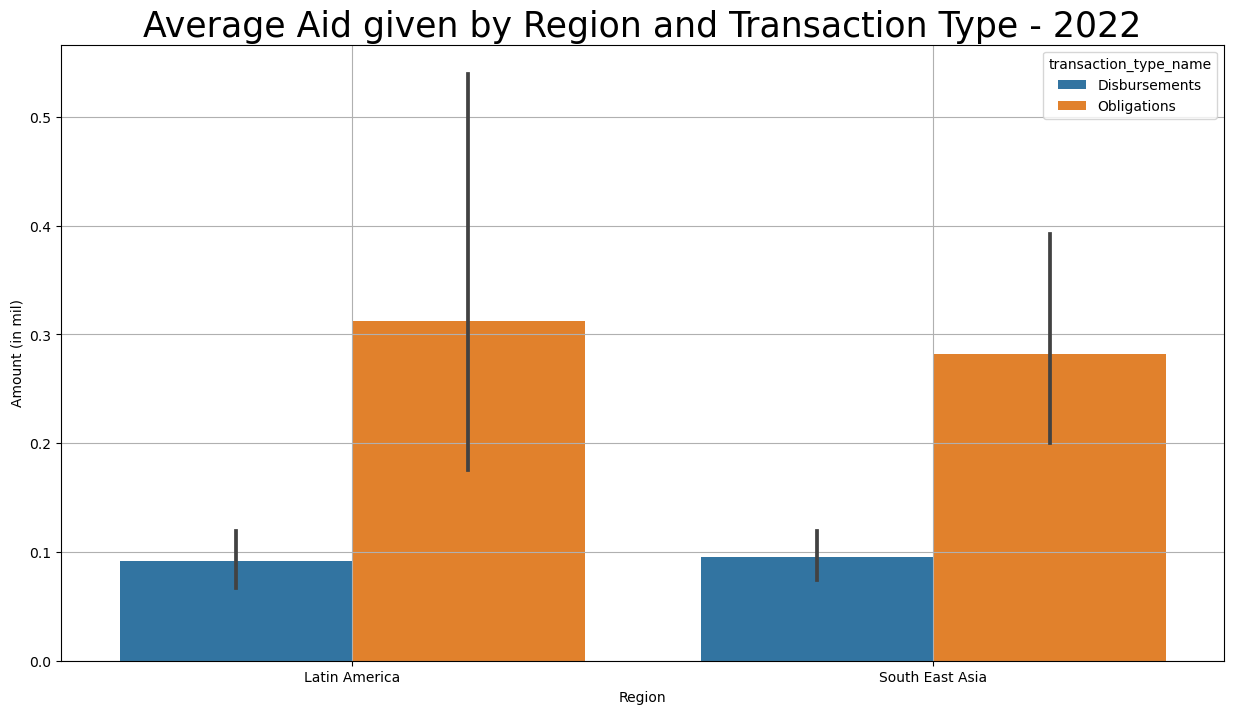 Average Aid given by Region and Transaction Type - 2022
transaction_type_name
Disbursements
Obligations
Amount (in mil)
0.5
0.4
0.3
0.2
0.1
0.0
Latin America
South East Asia
Region